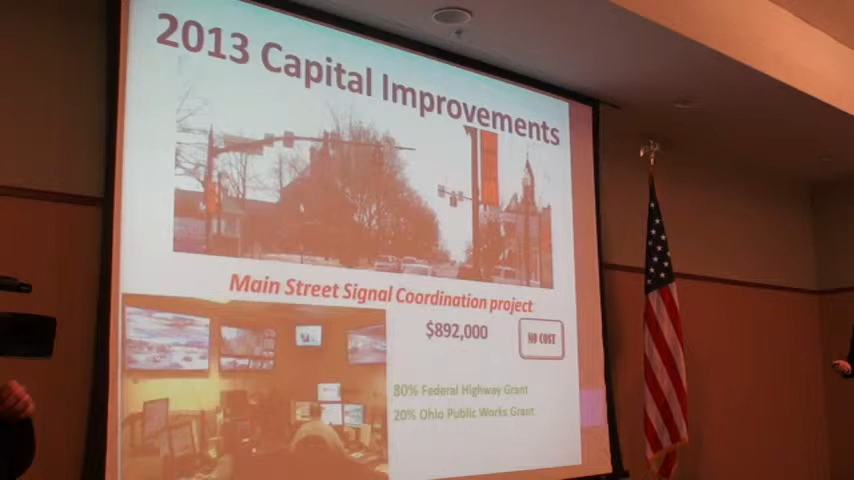 2013 Capital Improvements
Main Street Signal Coordination project
$892,000
NO COST
80% Federal Highway Grant
20% Ohio Public Works Grant